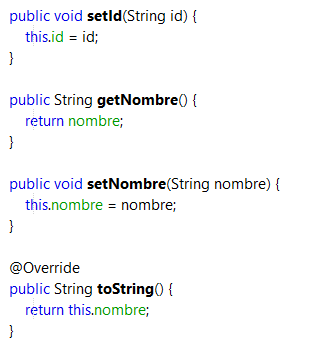 public void setId(String id) {
    this.id = id;
}

public String getNombre() {
    return nombre;
}

public void setNombre(String nombre) {
    this.nombre = nombre;
}

@Override
public String toString() {
    return this.nombre;
}